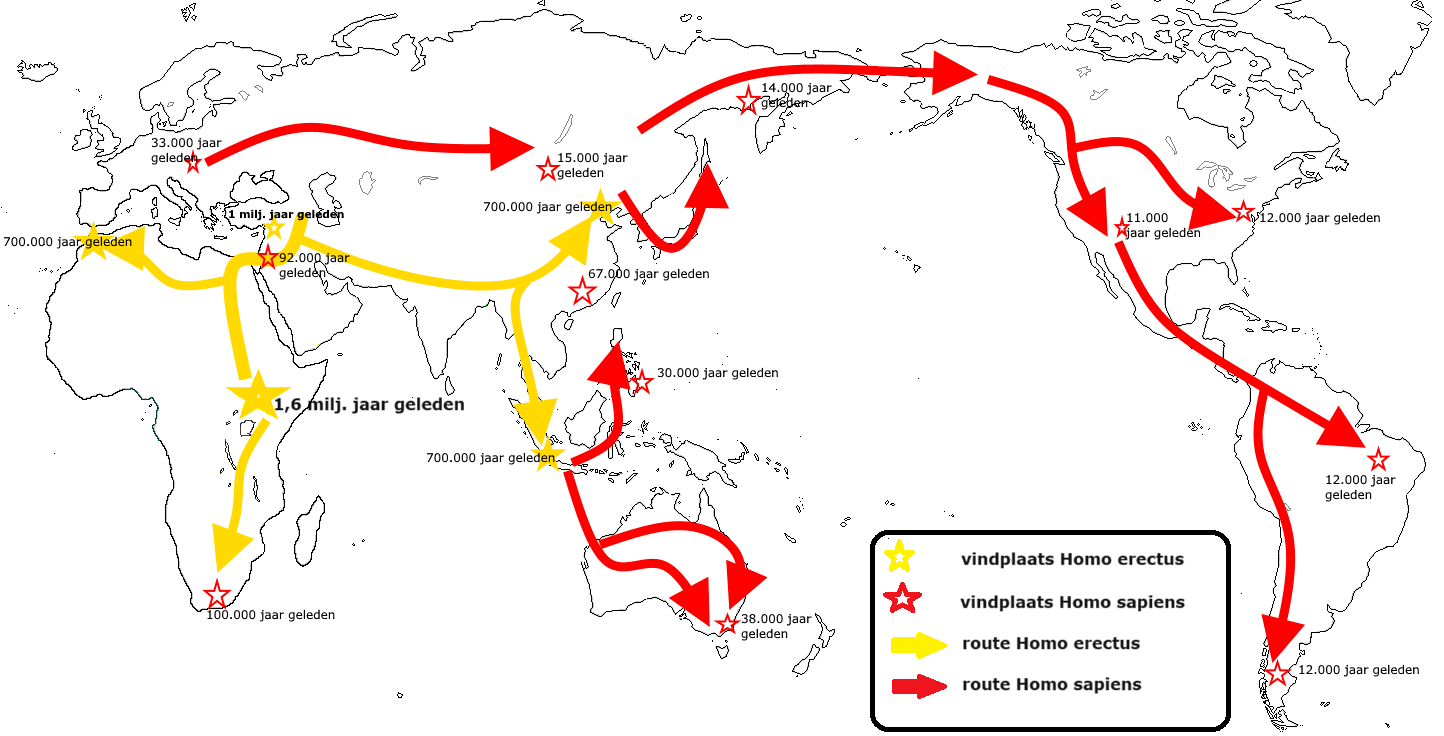 14.000 jaar
geleden
33.000 jaar
geleden
15.000 jaar
geleden
700.000 jaar geleden
1 milj. jaar geleden
11.000
jaar geleden
12.000 jaar geleden
700.000 jaar geleden
92.000 jaar
geleden
67.000 jaar geleden
30.000 jaar geleden
1,6 milj. jaar geleden
700.000 jaar geleden
12.000 jaar
geleden
100.000 jaar geleden
38.000 jaar
geleden
12.000 jaar geleden
vindplaats Homo erectus
vindplaats Homo sapiens
route Homo erectus
route Homo sapiens